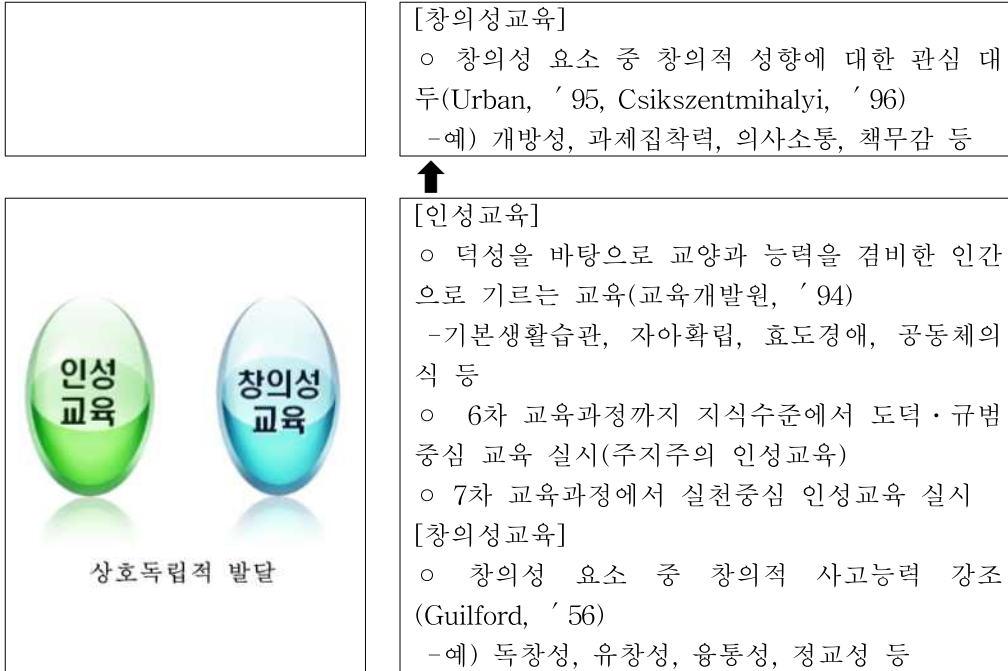 [창의성교육]
○ 창의성 요소 중 창의적 성향에 대한 관심 대
두(Urban, ´95, Csikszentmihalyi, ´96)
-예) 개방성, 과제집착력, 의사소통, 책무감 등
인성
교육
창의성
교육
상호독립적 발달
[인성교육]
○ 덕성을 바탕으로 교양과 능력을 겸비한 인간
으로 기르는 교육(교육개발원, ´94)
-기본생활습관, 자아확립, 효도경애, 공동체의
식 등
○ 6차 교육과정까지 지식수준에서 도덕·규범
중심 교육 실시(주지주의 인성교육)
○ 7차 교육과정에서 실천중심 인성교육 실시
[창의성교육]
○ 창의성 요소 중 창의적 사고능력 강조
(Guilford, ´56)
-예) 독창성, 유창성, 융통성, 정교성 등